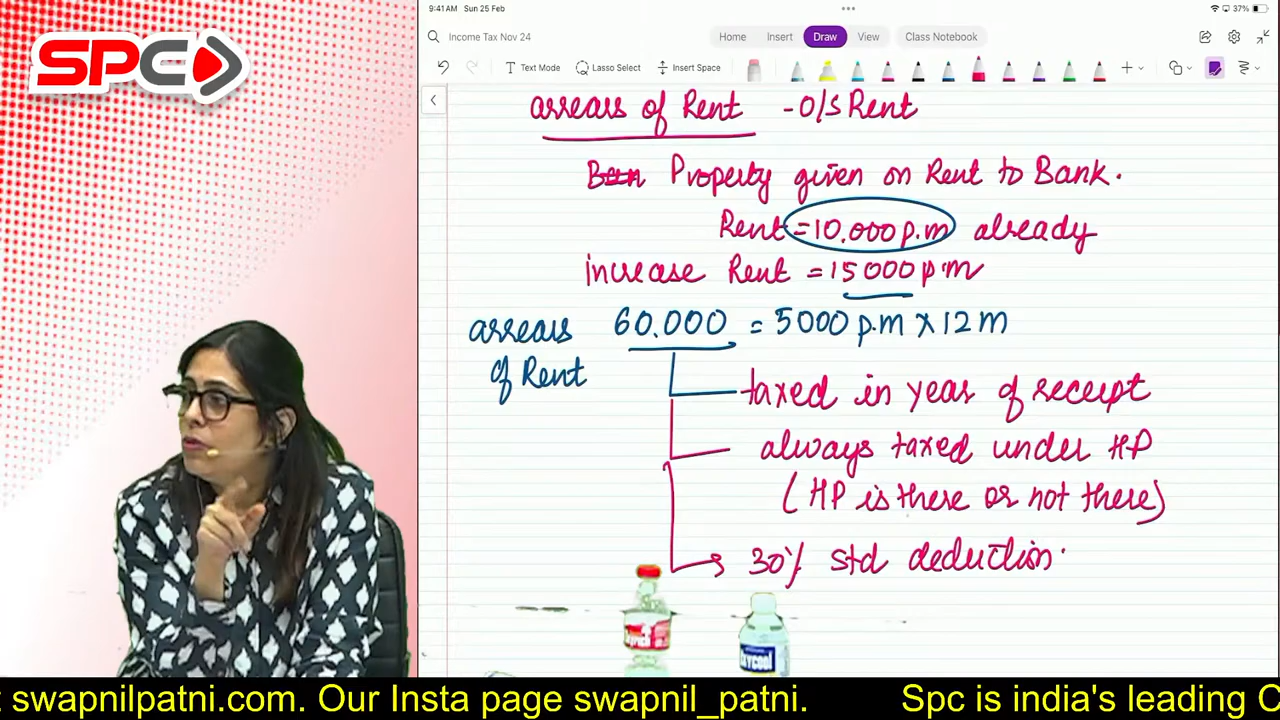 9:41 AM Sun 25 Feb
37%
Income Tax Nov 24
Home Insert Draw View Class Notebook
Text Mode Lasso Select Insert Space
SPC
arrears of Rent - O/S Rent
Property given on Rent to Bank.
Rent = 10.000 p.m already
increase Rent = 15000 p.m
arrears 60.000 = 5000 p.m x 12 m
of Rent
taxed in year of receipt
always taxed under HP
(HP is there or not there)
30% std deduction.
swapnilpatni.com. Our Insta page swapnil_patni. Spc is india's leading C